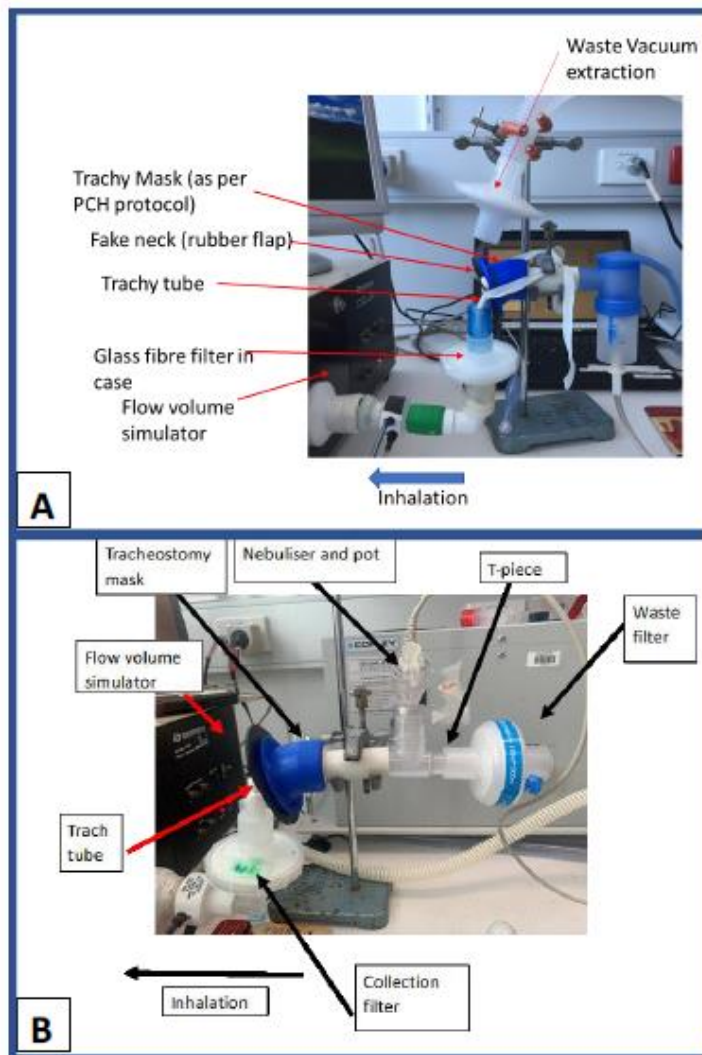 Waste Vacuum
extraction
Trachy Mask (as per
PCH protocol)
Fake neck (rubber flap)
Trachy tube
Glass fibre filter in
case
Flow volume
simulator
Inhalation
A
Tracheostomy
mask
Nebuliser and pot
T-piece
Waste
filter
Flow volume
simulator
COPLEY
Trach
tube
Inhalation
Collection
filter
B